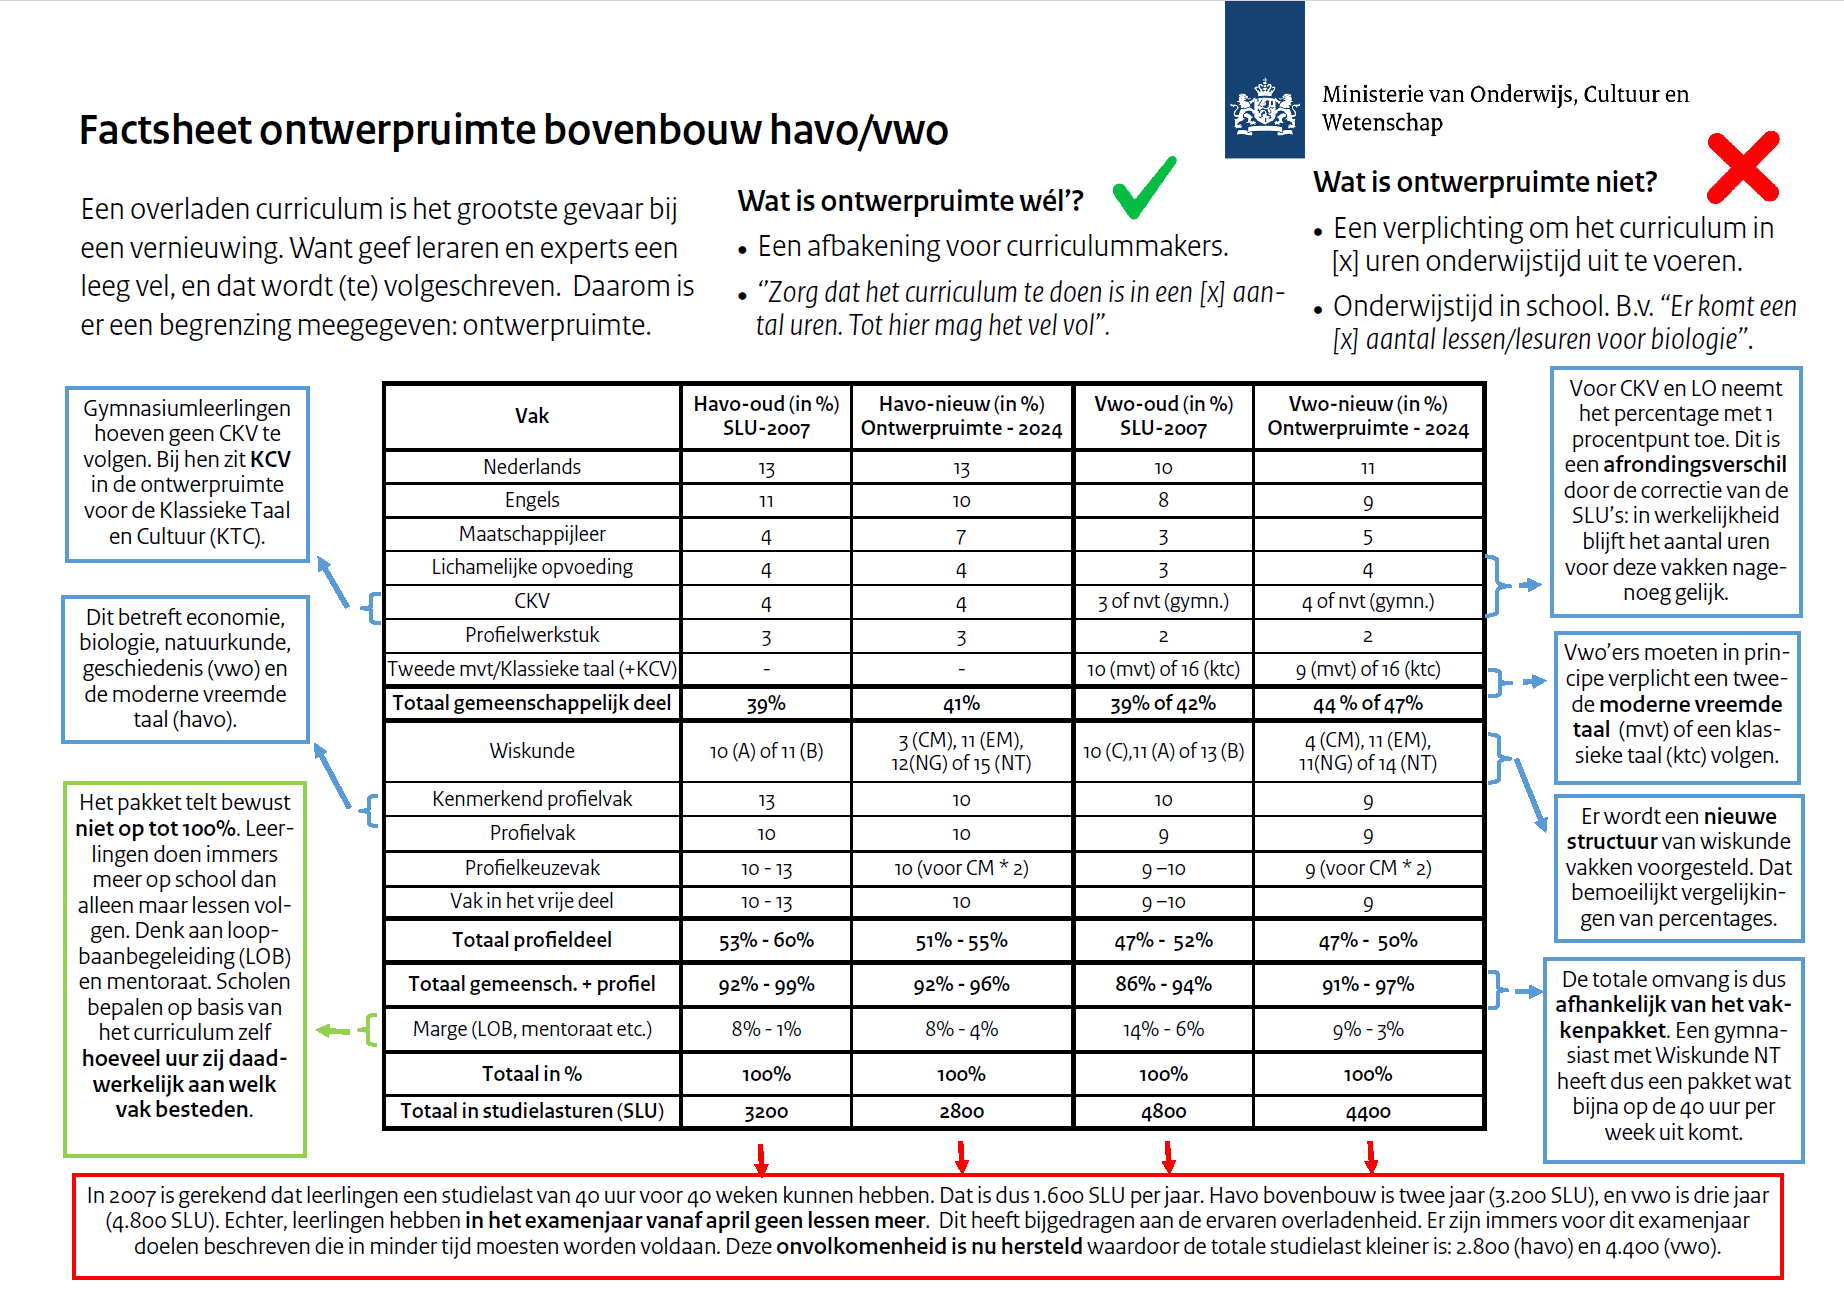 Ministerie van Onderwijs, Cultuur en
Wetenschap
Factsheet ontwerpruimte bovenbouw havo/vwo
Een overladen curriculum is het grootste gevaar bij
een vernieuwing. Want geef leraren en experts een
leeg vel, en dat wordt (te) volgeschreven.  Daarom is
er een begrenzing meegegeven: ontwerpruimte.
Wat is ontwerpruimte wél’?
• Een afbakening voor curriculummakers.
• “Zorg dat het curriculum te doen is in een [x] aan-
tal uren. Tot hier mag het vel vol”.
Wat is ontwerpruimte niet?
• Een verplichting om het curriculum in
[x] uren onderwijstijd uit te voeren.
• Onderwijstijd in school. B.v. “Er komt een
[x] aantal lessen/lesuren voor biologie”.
Gymnasiumleerlingen
hoeven geen CKV te
volgen. Bij hen zit KCV
in de ontwerpruimte
voor de Klassieke Taal
en Cultuur (KTC).
Dit betreft economie,
biologie, natuurkunde,
geschiedenis (vwo) en
de moderne vreemde
taal (havo).
Het pakket telt bewust
niet op tot 100%. Leer-
lingen doen immers
meer op school dan
alleen maar lessen vol-
gen. Denk aan loop-
baanbegeleiding (LOB)
en mentoraat. Scholen
bepalen op basis van
het curriculum zelf
hoeveel uur zij daad-
werkelijk aan welk
vak besteden.
Vak | Havo-oud (in %) SLU-2007 | Havo-nieuw (in %) Ontwerpruimte - 2024 | Vwo-oud (in %) SLU-2007 | Vwo-nieuw (in %) Ontwerpruimte - 2024
Nederlands | 13 | 13 | 10 | 11
Engels | 11 | 10 | 8 | 9
Maatschappijleer | 4 | 7 | 3 | 5
Lichamelijke opvoeding | 4 | 4 | 3 | 4
CKV | 4 | 4 | 3 of nvt (gymn.) | 4 of nvt (gymn.)
Profielwerkstuk | 3 | 3 | 2 | 2
Tweede mvt/Klassieke taal (+KCV) | - | - | 10 (mvt) of 16 (ktc) | 9 (mvt) of 16 (ktc)
Totaal gemeenschappelijk deel | 39% | 41% | 39% of 42% | 44 % of 47%
Wiskunde | 10 (A) of 11 (B) | 3 (CM), 11 (EM), 12(NG) of 15 (NT) | 10 (C),11 (A) of 13 (B) | 4 (CM), 11 (EM), 11(NG) of 14 (NT)
Kenmerkend profielvak | 13 | 10 | 10 | 9
Profielvak | 10 | 10 | 9 | 9
Profielkeuzevak | 10 - 13 | 10 (voor CM * 2) | 9 –10 | 9 (voor CM * 2)
Vak in het vrije deel | 10 - 13 | 10 | 9 –10 | 9
Totaal profieldeel | 53% - 60% | 51% - 55% | 47% -  52% | 47% -  50%
Totaal gemeensch. + profiel | 92% - 99% | 92% - 96% | 86% - 94% | 91% - 97%
Marge (LOB, mentoraat etc.) | 8% - 1% | 8% - 4% | 14% - 6% | 9% - 3%
Totaal in % | 100% | 100% | 100% | 100%
Totaal in studielasturen (SLU) | 3200 | 2800 | 4800 | 4400
Voor CKV en LO neemt
het percentage met 1
procentpunt toe. Dit is
een afrondingsverschil
door de correctie van de
SLU’s: in werkelijkheid
blijft het aantal uren
voor deze vakken nage-
noeg gelijk.
Vwo’ers moeten in prin-
cipe verplicht een twee-
de moderne vreemde
taal  (mvt) of een klas-
sieke taal (ktc) volgen.
Er wordt een nieuwe
structuur van wiskunde
vakken voorgesteld. Dat
bemoeilijkt vergelijkin-
gen van percentages.
De totale omvang is dus
afhankelijk van het vak-
kenpakket. Een gymna-
siast met Wiskunde NT
heeft dus een pakket wat
bijna op de 40 uur per
week uit komt.
In 2007 is gerekend dat leerlingen een studielast van 40 uur voor 40 weken kunnen hebben. Dat is dus 1.600 SLU per jaar. Havo bovenbouw is twee jaar (3.200 SLU), en vwo is drie jaar
(4.800 SLU). Echter, leerlingen hebben in het examenjaar vanaf april geen lessen meer.  Dit heeft bijgedragen aan de ervaren overladenheid. Er zijn immers voor dit examenjaar
doelen beschreven die in minder tijd moesten worden voldaan. Deze onvolkomenheid is nu hersteld waardoor de totale studielast kleiner is: 2.800 (havo) en 4.400 (vwo).